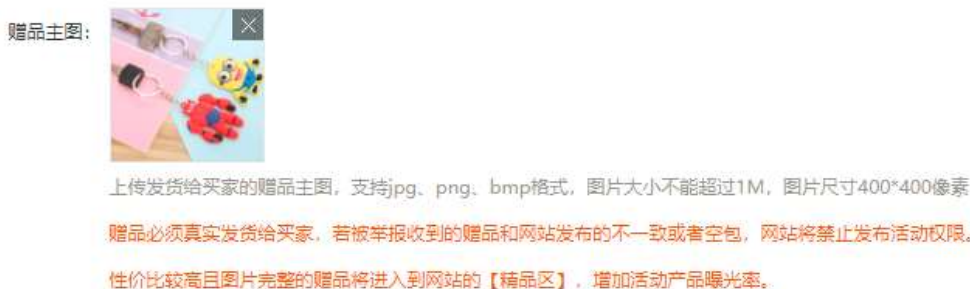 赠品主图：
上传发货给买家的赠品主图，支持jpg、png、bmp格式，图片大小不能超过1M，图片尺寸400*400像素
赠品必须真实发货给买家，若被举报收到的赠品和网站发布的不一致或者空包，网站将禁止发布活动权限。
性价比较高且图片完整的赠品将进入到网站的【精品区】，增加活动产品曝光率。